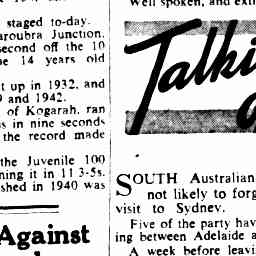 staged to-day.
aroubra Junction.
second off the 10
e 14 years old
t up in 1932, and
9 and 1942.
of Kogarah, ran
s in nine seconds
the record made
the Juvenile 100
ning it in 11 3-5s.
shed in 1940 was
Against
Well spoken, and
Talki
SOUTH Australian
not likely to forg
visit to Sydney.
Five of the party hav
ing between Adelaide a
A week before leavi